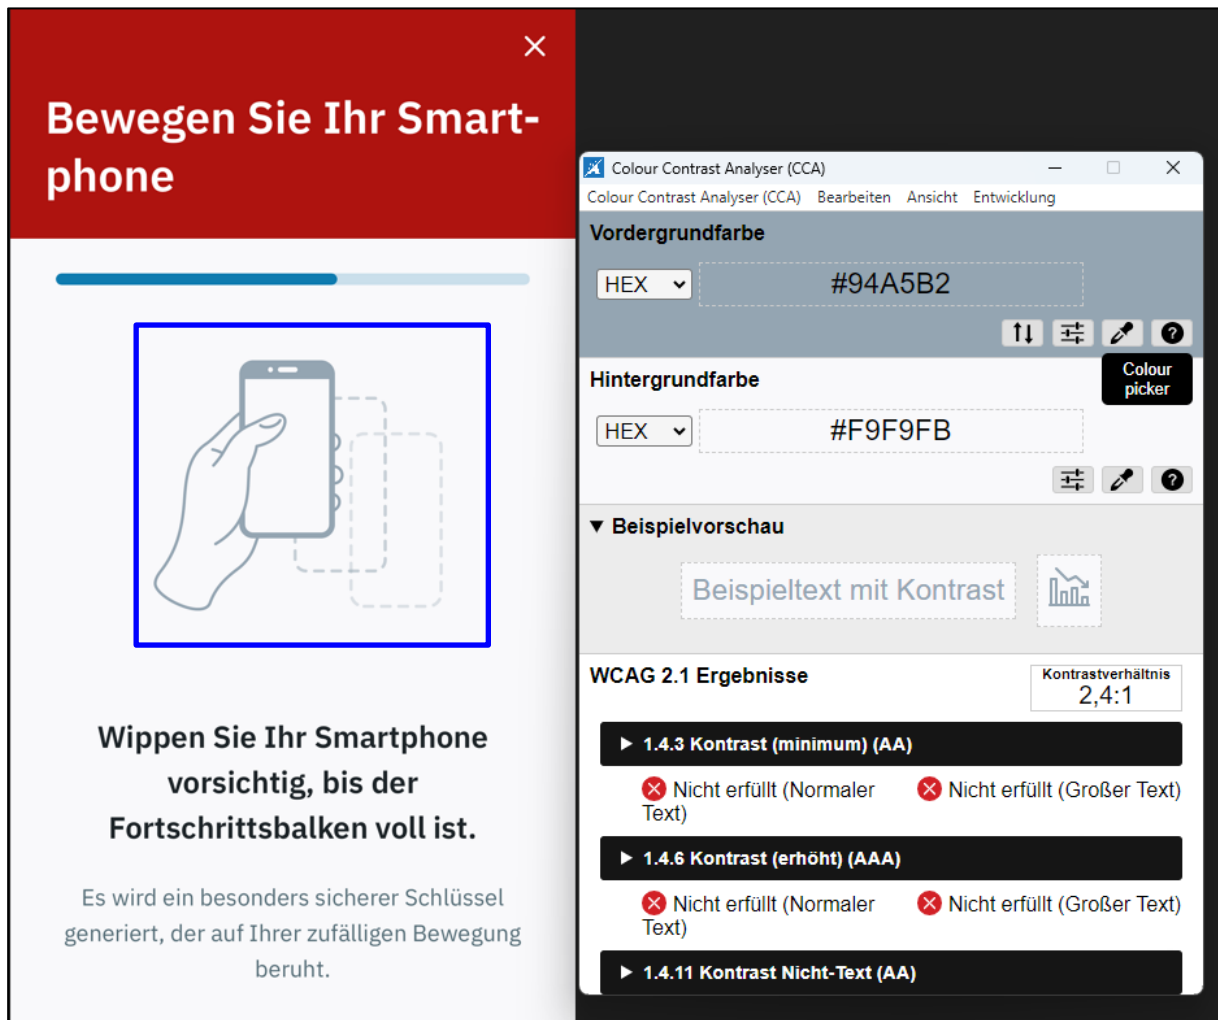 Bewegen Sie Ihr Smart-
phone
Wippen Sie Ihr Smartphone
vorsichtig, bis der
Fortschrittsbalken voll ist.
Es wird ein besonders sicherer Schlüssel
generiert, der auf Ihrer zufälligen Bewegung
beruht.
Colour Contrast Analyser (CCA)
Colour Contrast Analyser (CCA) Bearbeiten Ansicht Entwicklung
Vordergrundfarbe
HEX #94A5B2
Hintergrundfarbe
Colour
picker
HEX #F9F9FB
Beispielvorschau
Beispieltext mit Kontrast
WCAG 2.1 Ergebnisse
Kontrastverhältnis
2,4:1
1.4.3 Kontrast (minimum) (AA)
Nicht erfüllt (Normaler
Text)
Nicht erfüllt (Großer Text)
1.4.6 Kontrast (erhöht) (AAA)
Nicht erfüllt (Normaler
Text)
Nicht erfüllt (Großer Text)
1.4.11 Kontrast Nicht-Text (AA)